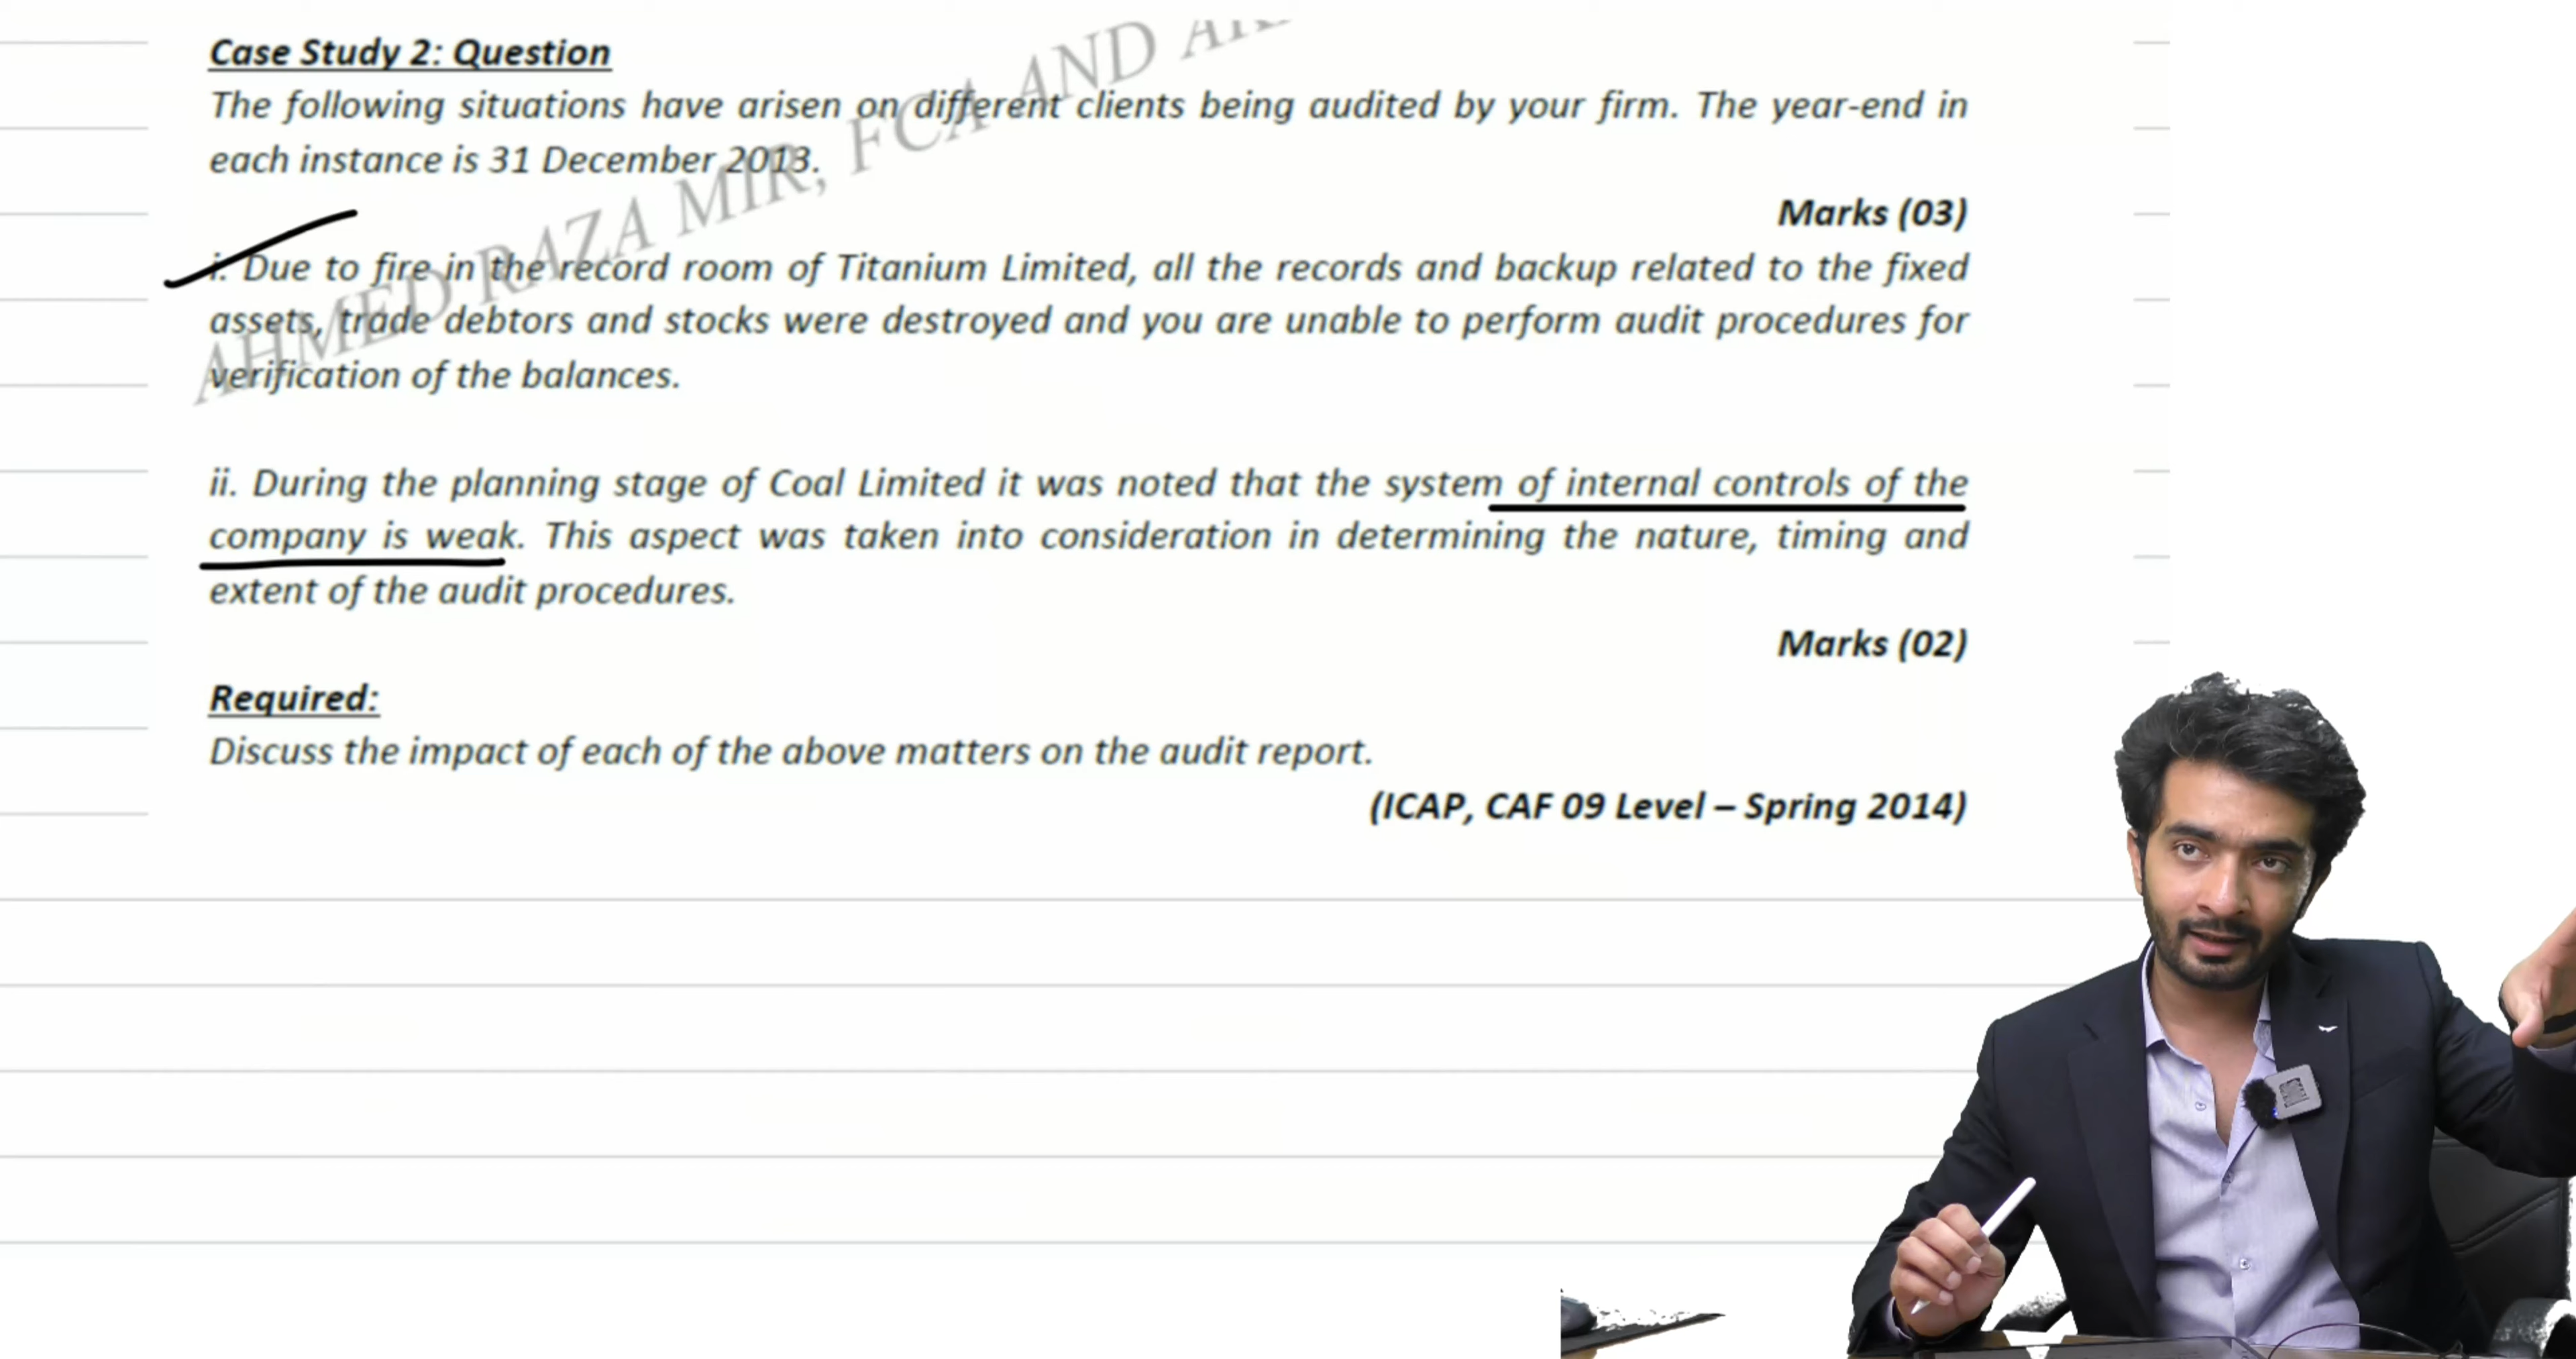 Case Study 2: Question
The following situations have arisen on different clients being audited by your firm. The year-end in
each instance is 31 December 2013.
Marks (03)
i. Due to fire in the record room of Titanium Limited, all the records and backup related to the fixed
assets, trade debtors and stocks were destroyed and you are unable to perform audit procedures for
verification of the balances.
AHMED RAZA MIR, FCA AND
ii. During the planning stage of Coal Limited it was noted that the system of internal controls of the
company is weak. This aspect was taken into consideration in determining the nature, timing and
extent of the audit procedures.
Marks (02)
Required:
Discuss the impact of each of the above matters on the audit report.
(ICAP, CAF 09 Level – Spring 2014)